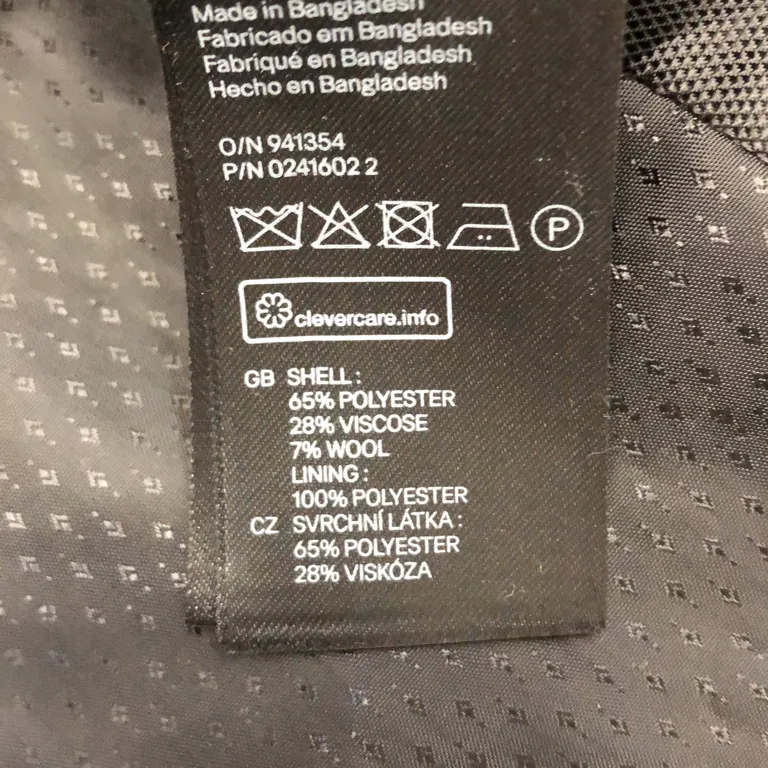 Made in Bangladesh
Fabricado em Bangladesh
Fabriqué en Bangladesh
Hecho en Bangladesh
O/N 941354
P/N 0241602 2
P
clevercare.info
GB SHELL :
65% POLYESTER
28% VISCOSE
7% WOOL
LINING :
100% POLYESTER
CZ SVRCHNÍ LÁTKA :
65% POLYESTER
28% VISKÓZA